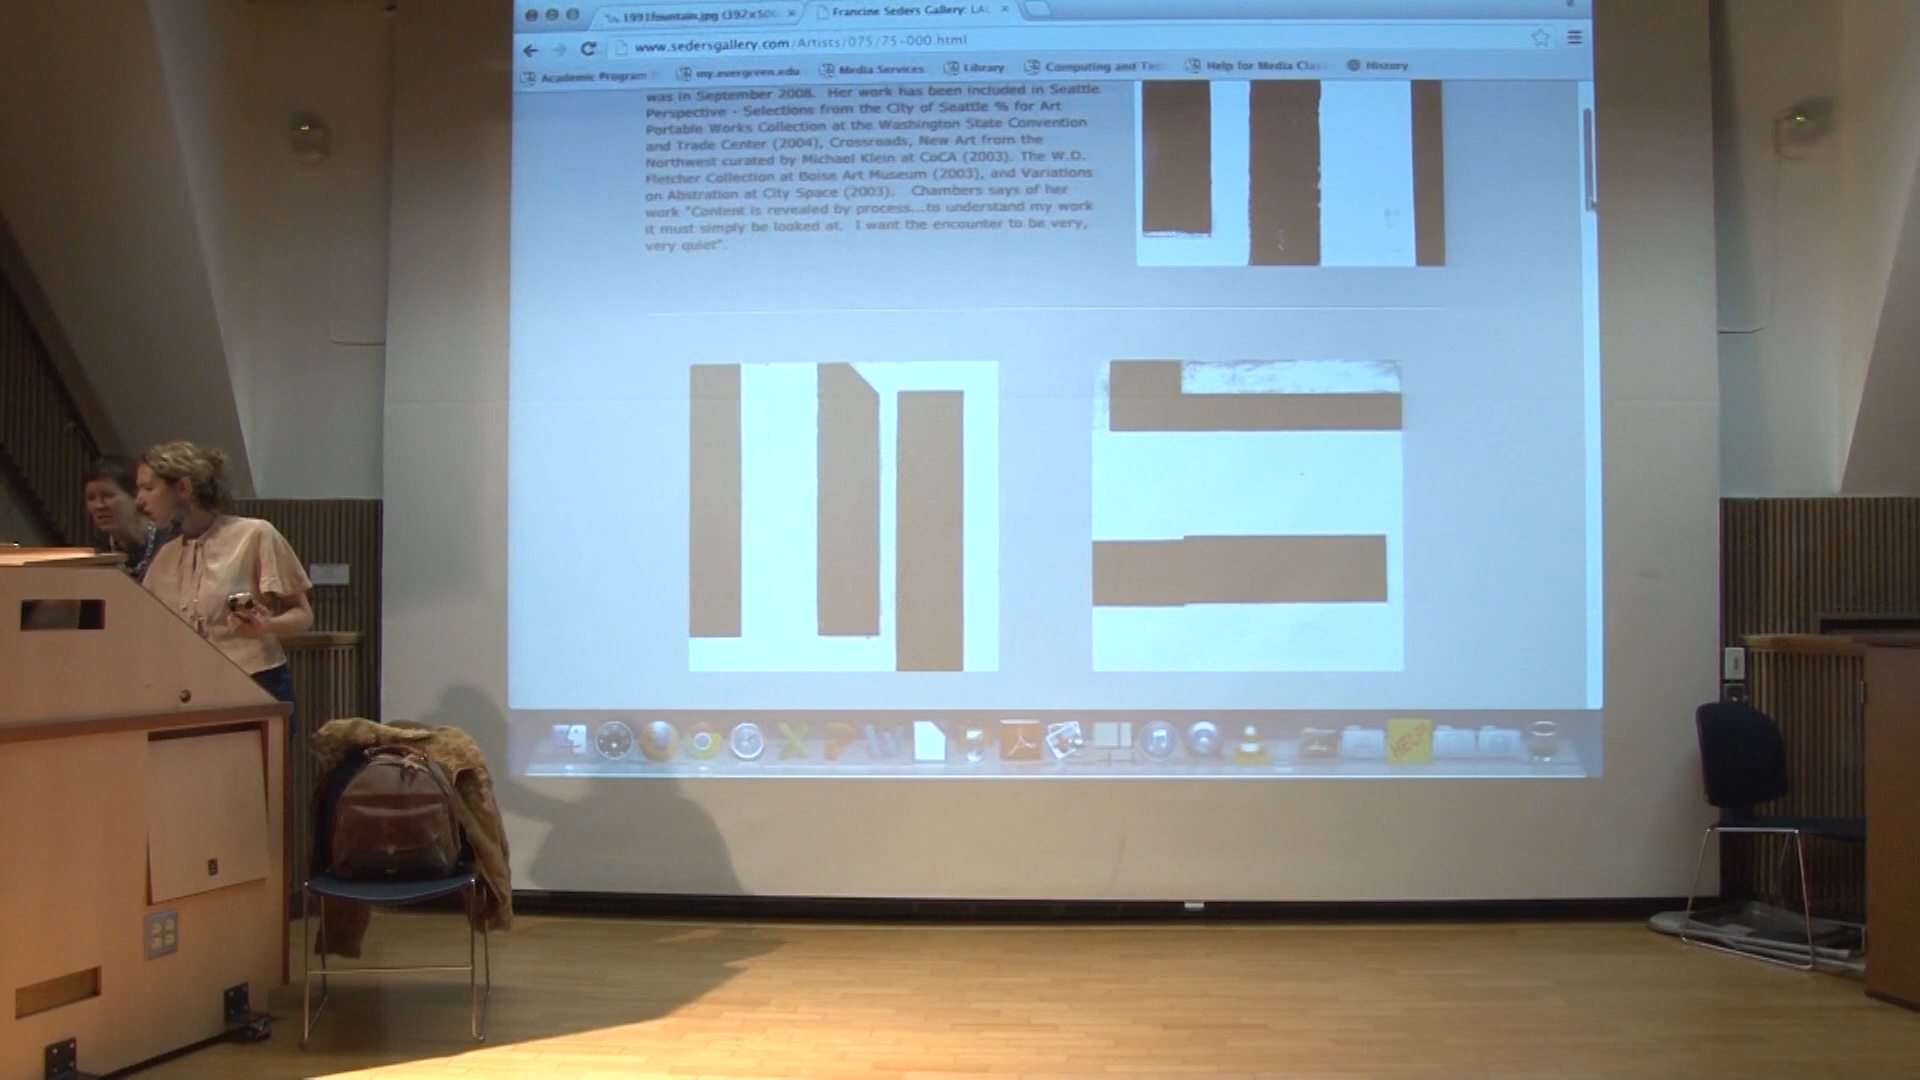 1991fountain.jpg (392×500
Francine Seders Gallery: LAU
www.sedersgallery.com/Artists/075/75-000.html
Academic Program
my.evergreen.edu
Media Services
Library
Computing and Tec
Help for Media Clas
History
was in September 2008. Her work has been included in Seattle
Perspective - Selections from the City of Seattle % for Art
Portable Works Collection at the Washington State Convention
and Trade Center (2004), Crossroads, New Art from the
Northwest curated by Michael Klein at CoCA (2003). The W.D.
Fletcher Collection at Boise Art Museum (2003), and Variations
on Abstration at City Space (2003). Chambers says of her
work "Content is revealed by process...to understand my work
it must simply be looked at. I want the encounter to be very,
very quiet".
HELP!